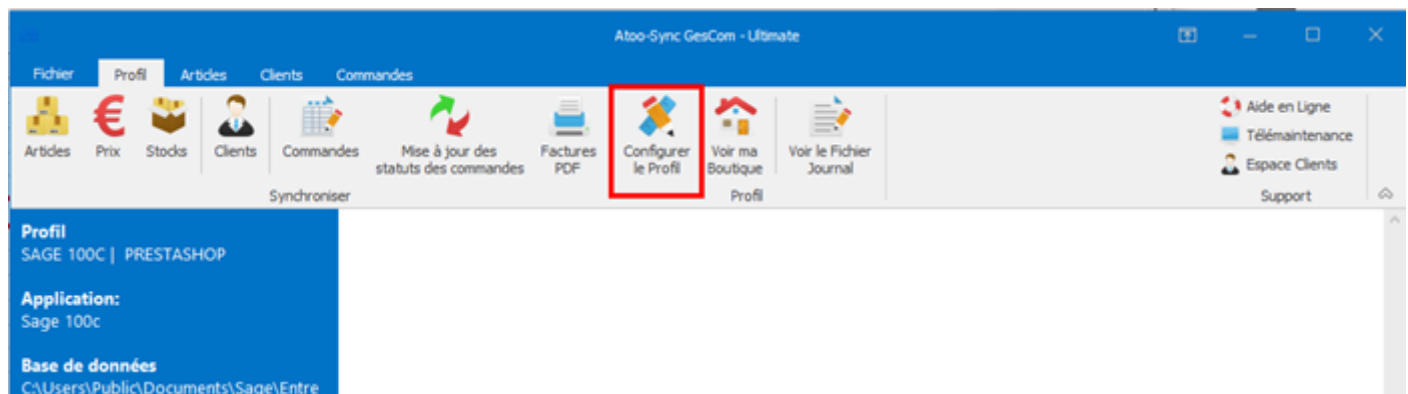 Atoo-Sync GesCom - Ultimate
Fichier Profil Articles Clients Commandes
Articles Prix Stocks Clients Commandes Mise à jour des Factures Configurer Voir ma Voir le Fichier
statuts des commandes PDF le Profil Boutique Journal
Aide en Ligne
Télémaintenance
Espace Clients
Synchroniser Profil Support
Profil
SAGE 100C | PRESTASHOP
Application:
Sage 100c
Base de données
C:\Users\Public\Documents\Sage\Entre